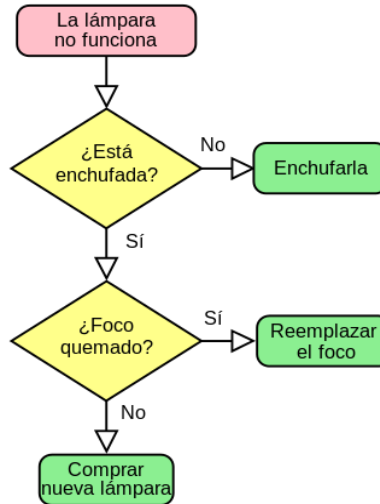 La lámpara
no funciona
¿Está
enchufada?
No
Enchufarla
Sí
¿Foco
quemado?
Sí
Reemplazar
el foco
No
Comprar
nueva lámpara